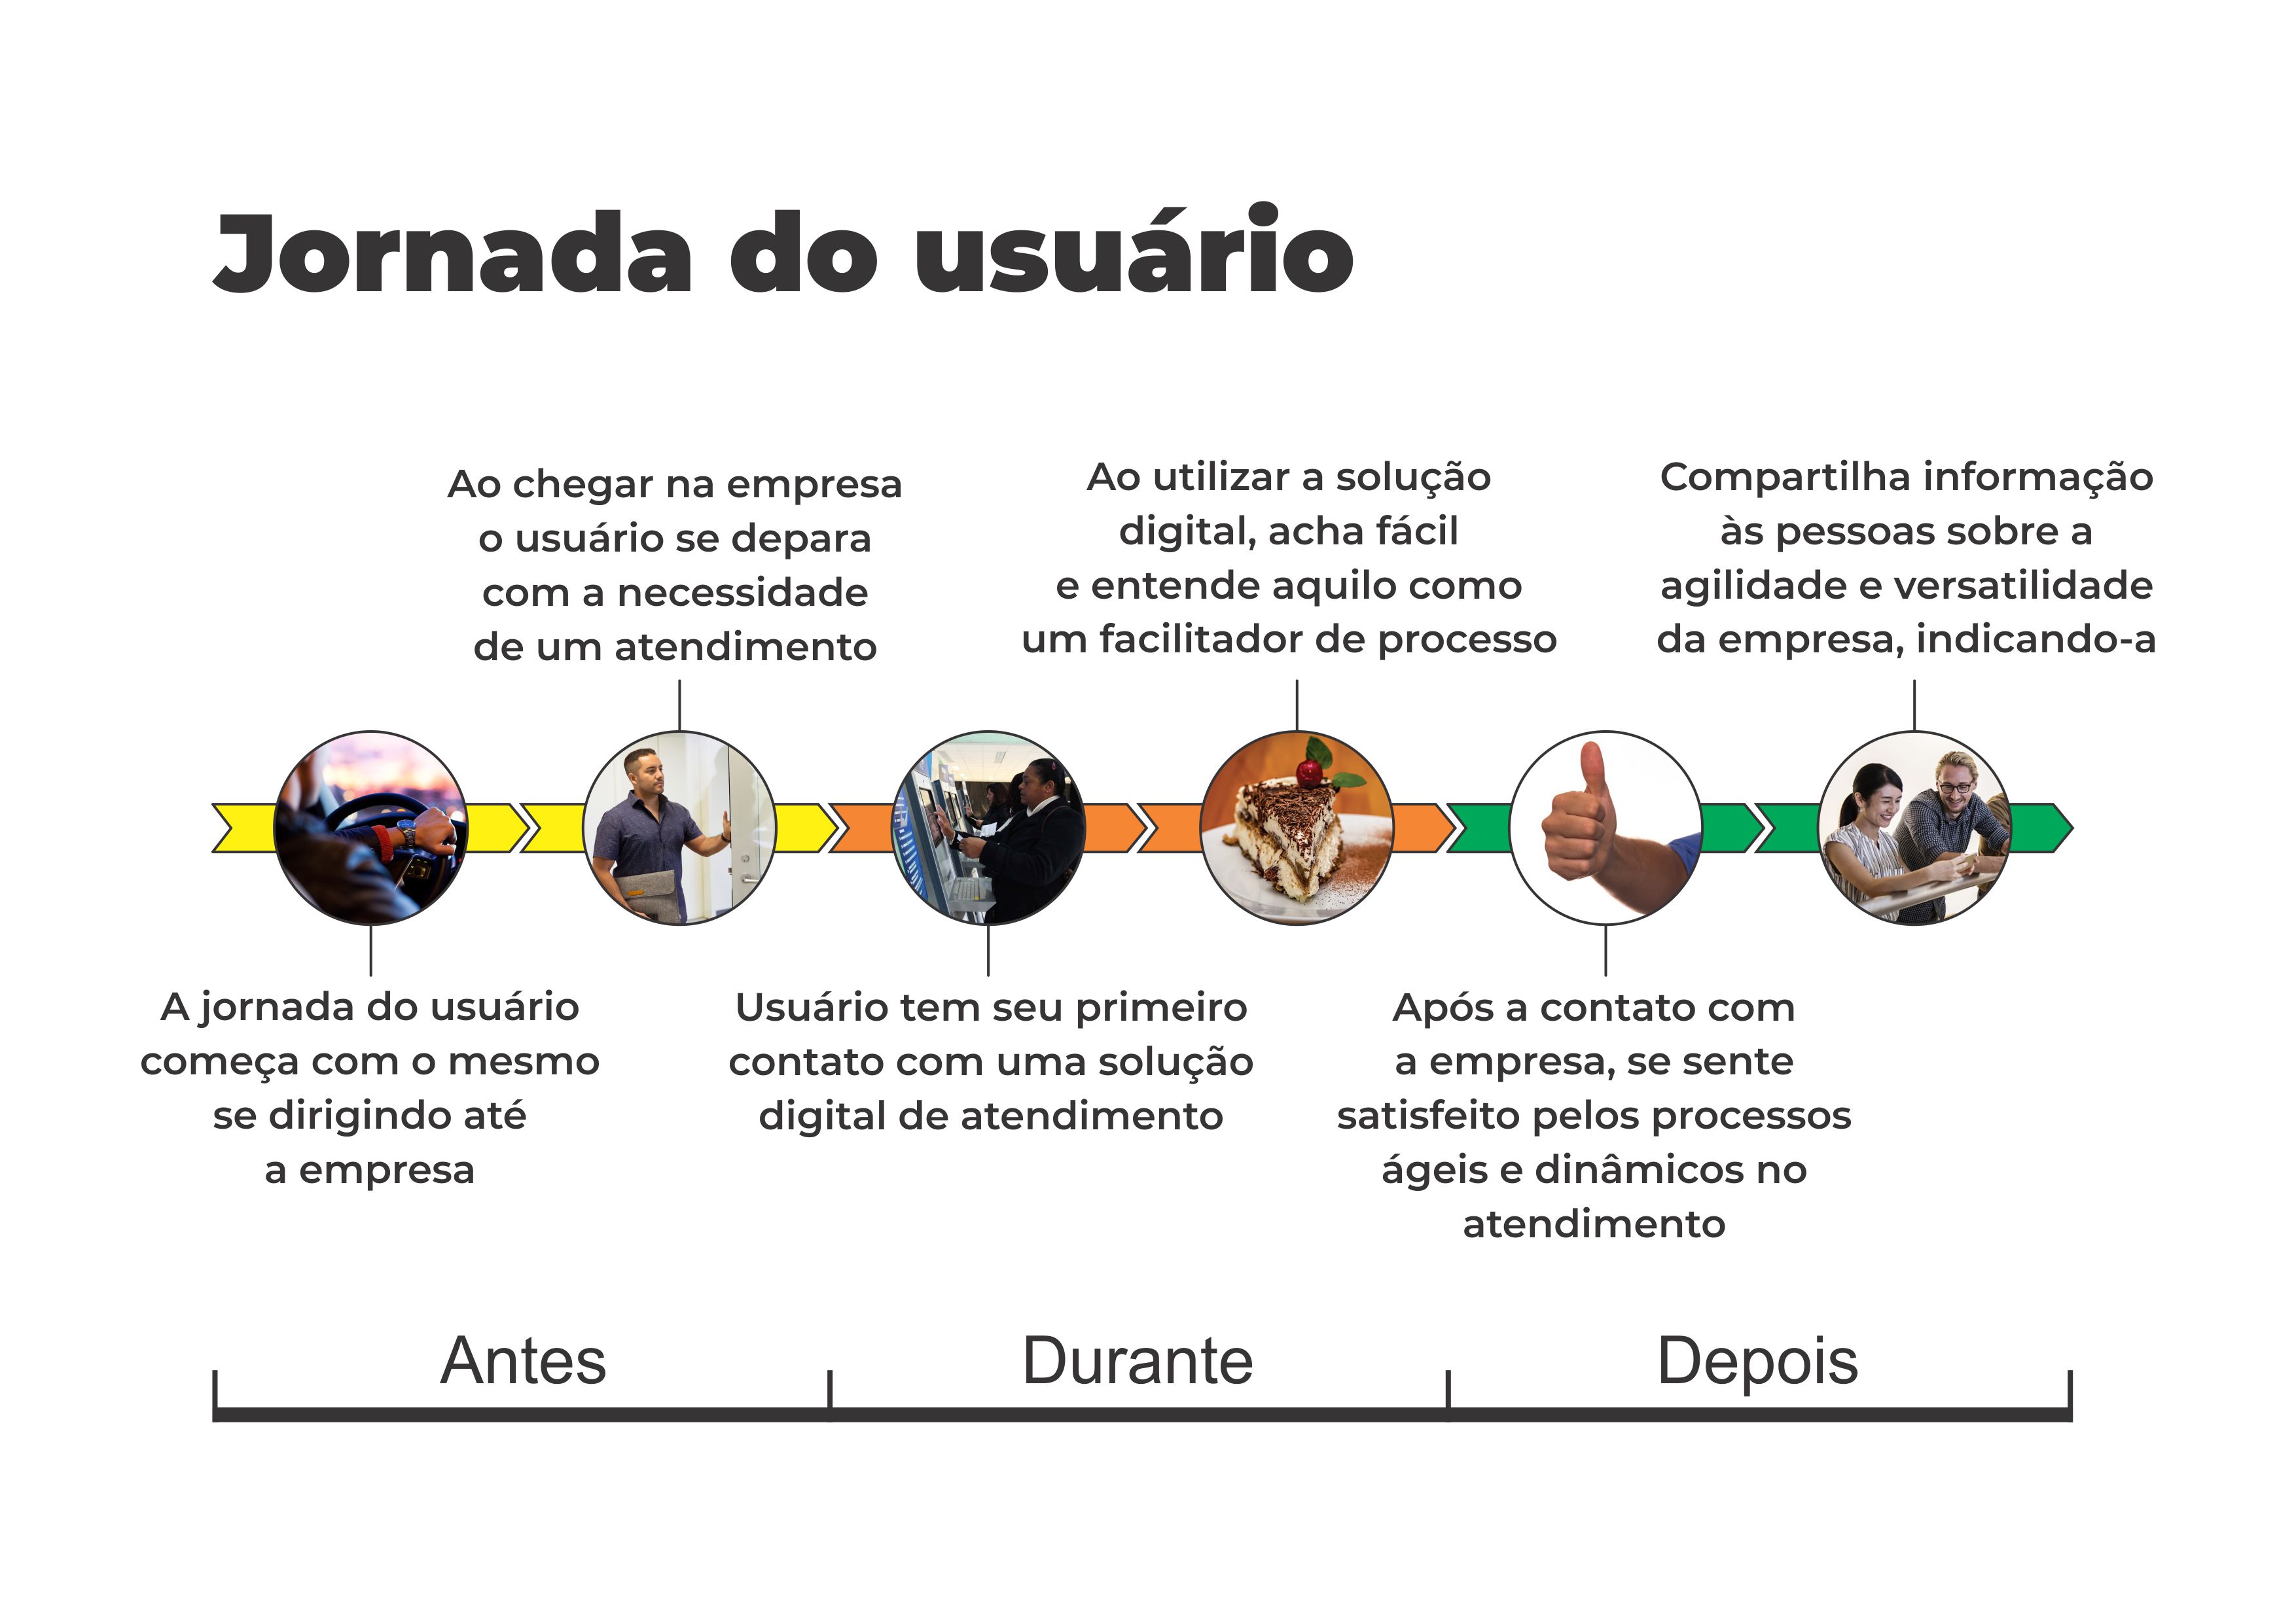 Jornada do usuário
Ao chegar na empresa
o usuário se depara
com a necessidade
de um atendimento
Ao utilizar a solução
digital, acha fácil
e entende aquilo como
um facilitador de processo
Compartilha informação
às pessoas sobre a
agilidade e versatilidade
da empresa, indicando-a
A jornada do usuário
começa com o mesmo
se dirigindo até
a empresa
Usuário tem seu primeiro
contato com uma solução
digital de atendimento
Após a contato com
a empresa, se sente
satisfeito pelos processos
ágeis e dinâmicos no
atendimento
Antes
Durante
Depois